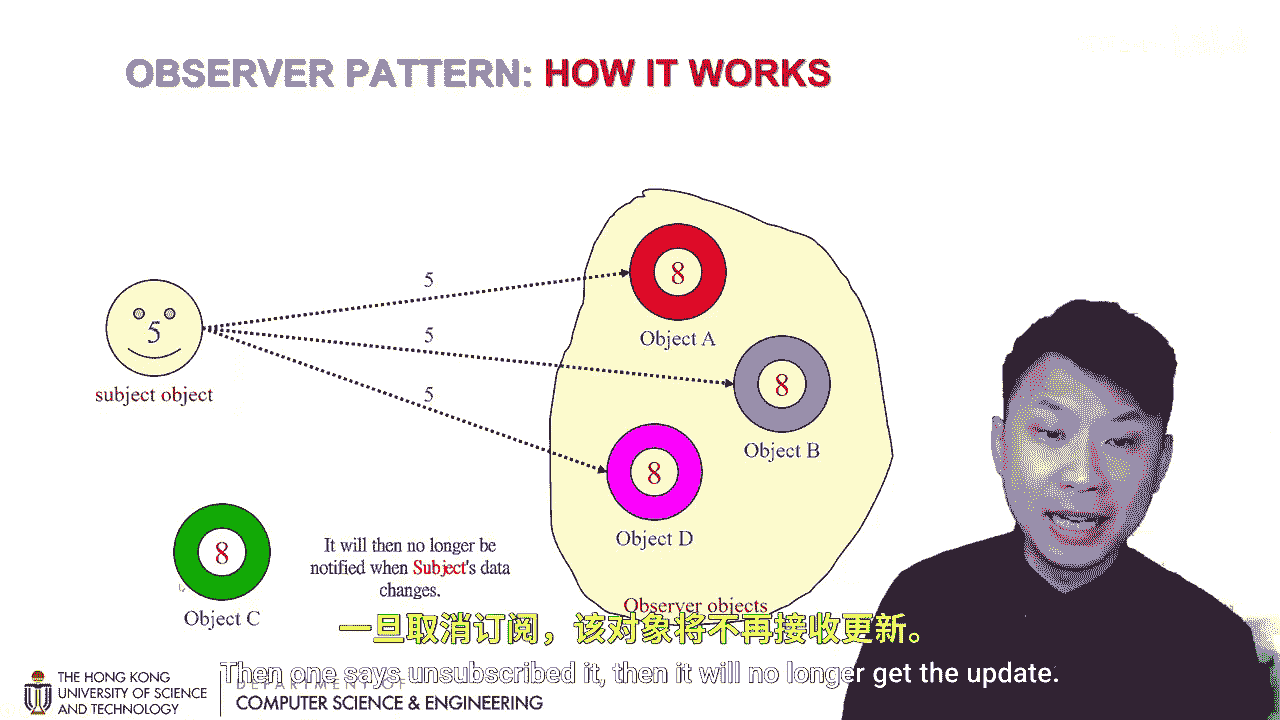 OBSERVER PATTERN: HOW IT WORKS
8
5
Object A
5
5
subject object
8
Object B
5
8
Object D
8
Object C
It will then no longer be
notified when Subject's data
changes.
Observer objects
一旦取消订阅，该对象将不再接收更新。
Then one says unsubscribed it, then it will no longer get the update.
THE HONG KONG
UNIVERSITY OF SCIENCE
AND TECHNOLOGY
DEPARTMENT OF
COMPUTER SCIENCE & ENGINEERING